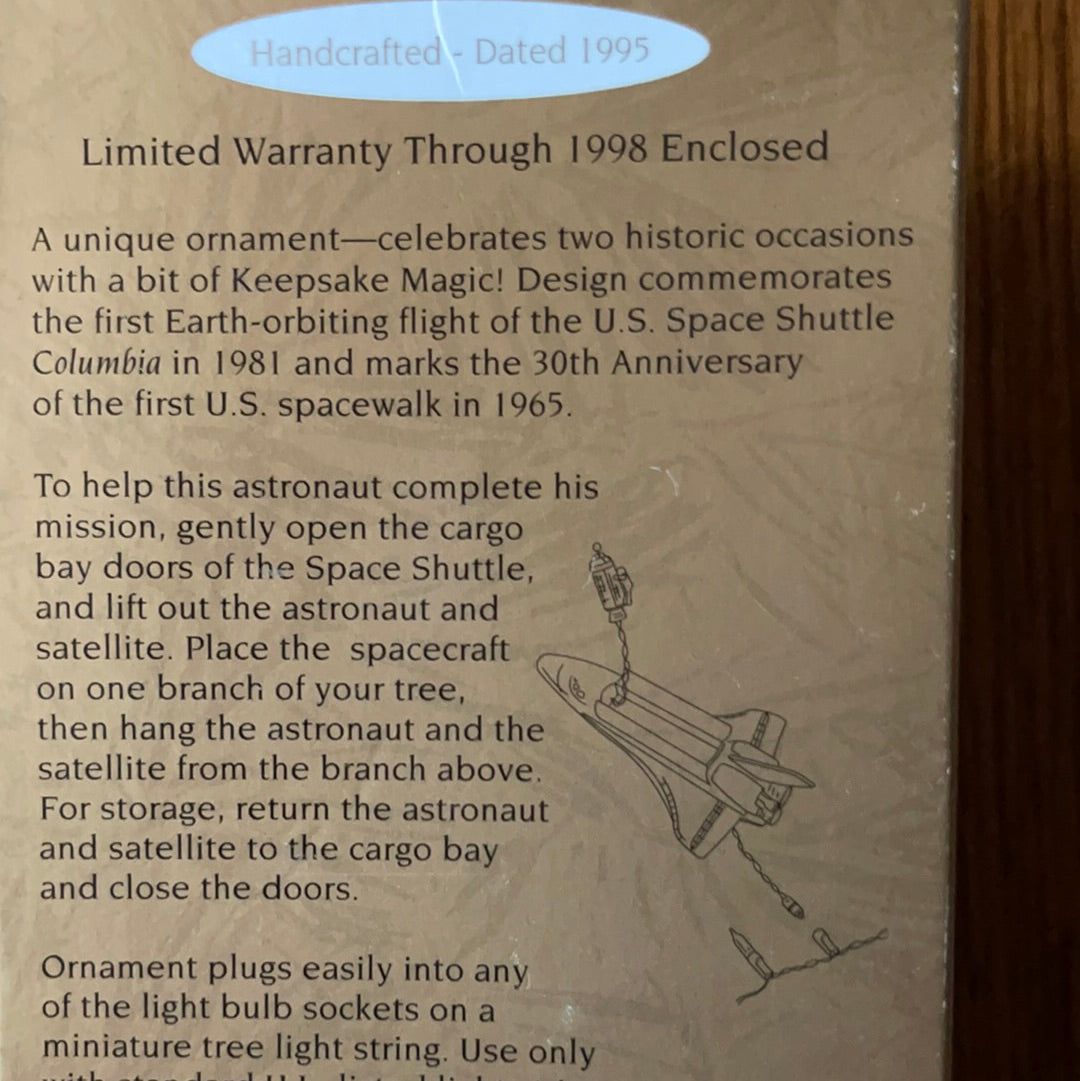 Handcrafted - Dated 1995
Limited Warranty Through 1998 Enclosed
A unique ornament—celebrates two historic occasions
with a bit of Keepsake Magic! Design commemorates
the first Earth-orbiting flight of the U.S. Space Shuttle
Columbia in 1981 and marks the 30th Anniversary
of the first U.S. spacewalk in 1965.
To help this astronaut complete his
mission, gently open the cargo
bay doors of the Space Shuttle,
and lift out the astronaut and
satellite. Place the spacecraft
on one branch of your tree,
then hang the astronaut and the
satellite from the branch above.
For storage, return the astronaut
and satellite to the cargo bay
and close the doors.
Ornament plugs easily into any
of the light bulb sockets on a
miniature tree light string. Use only